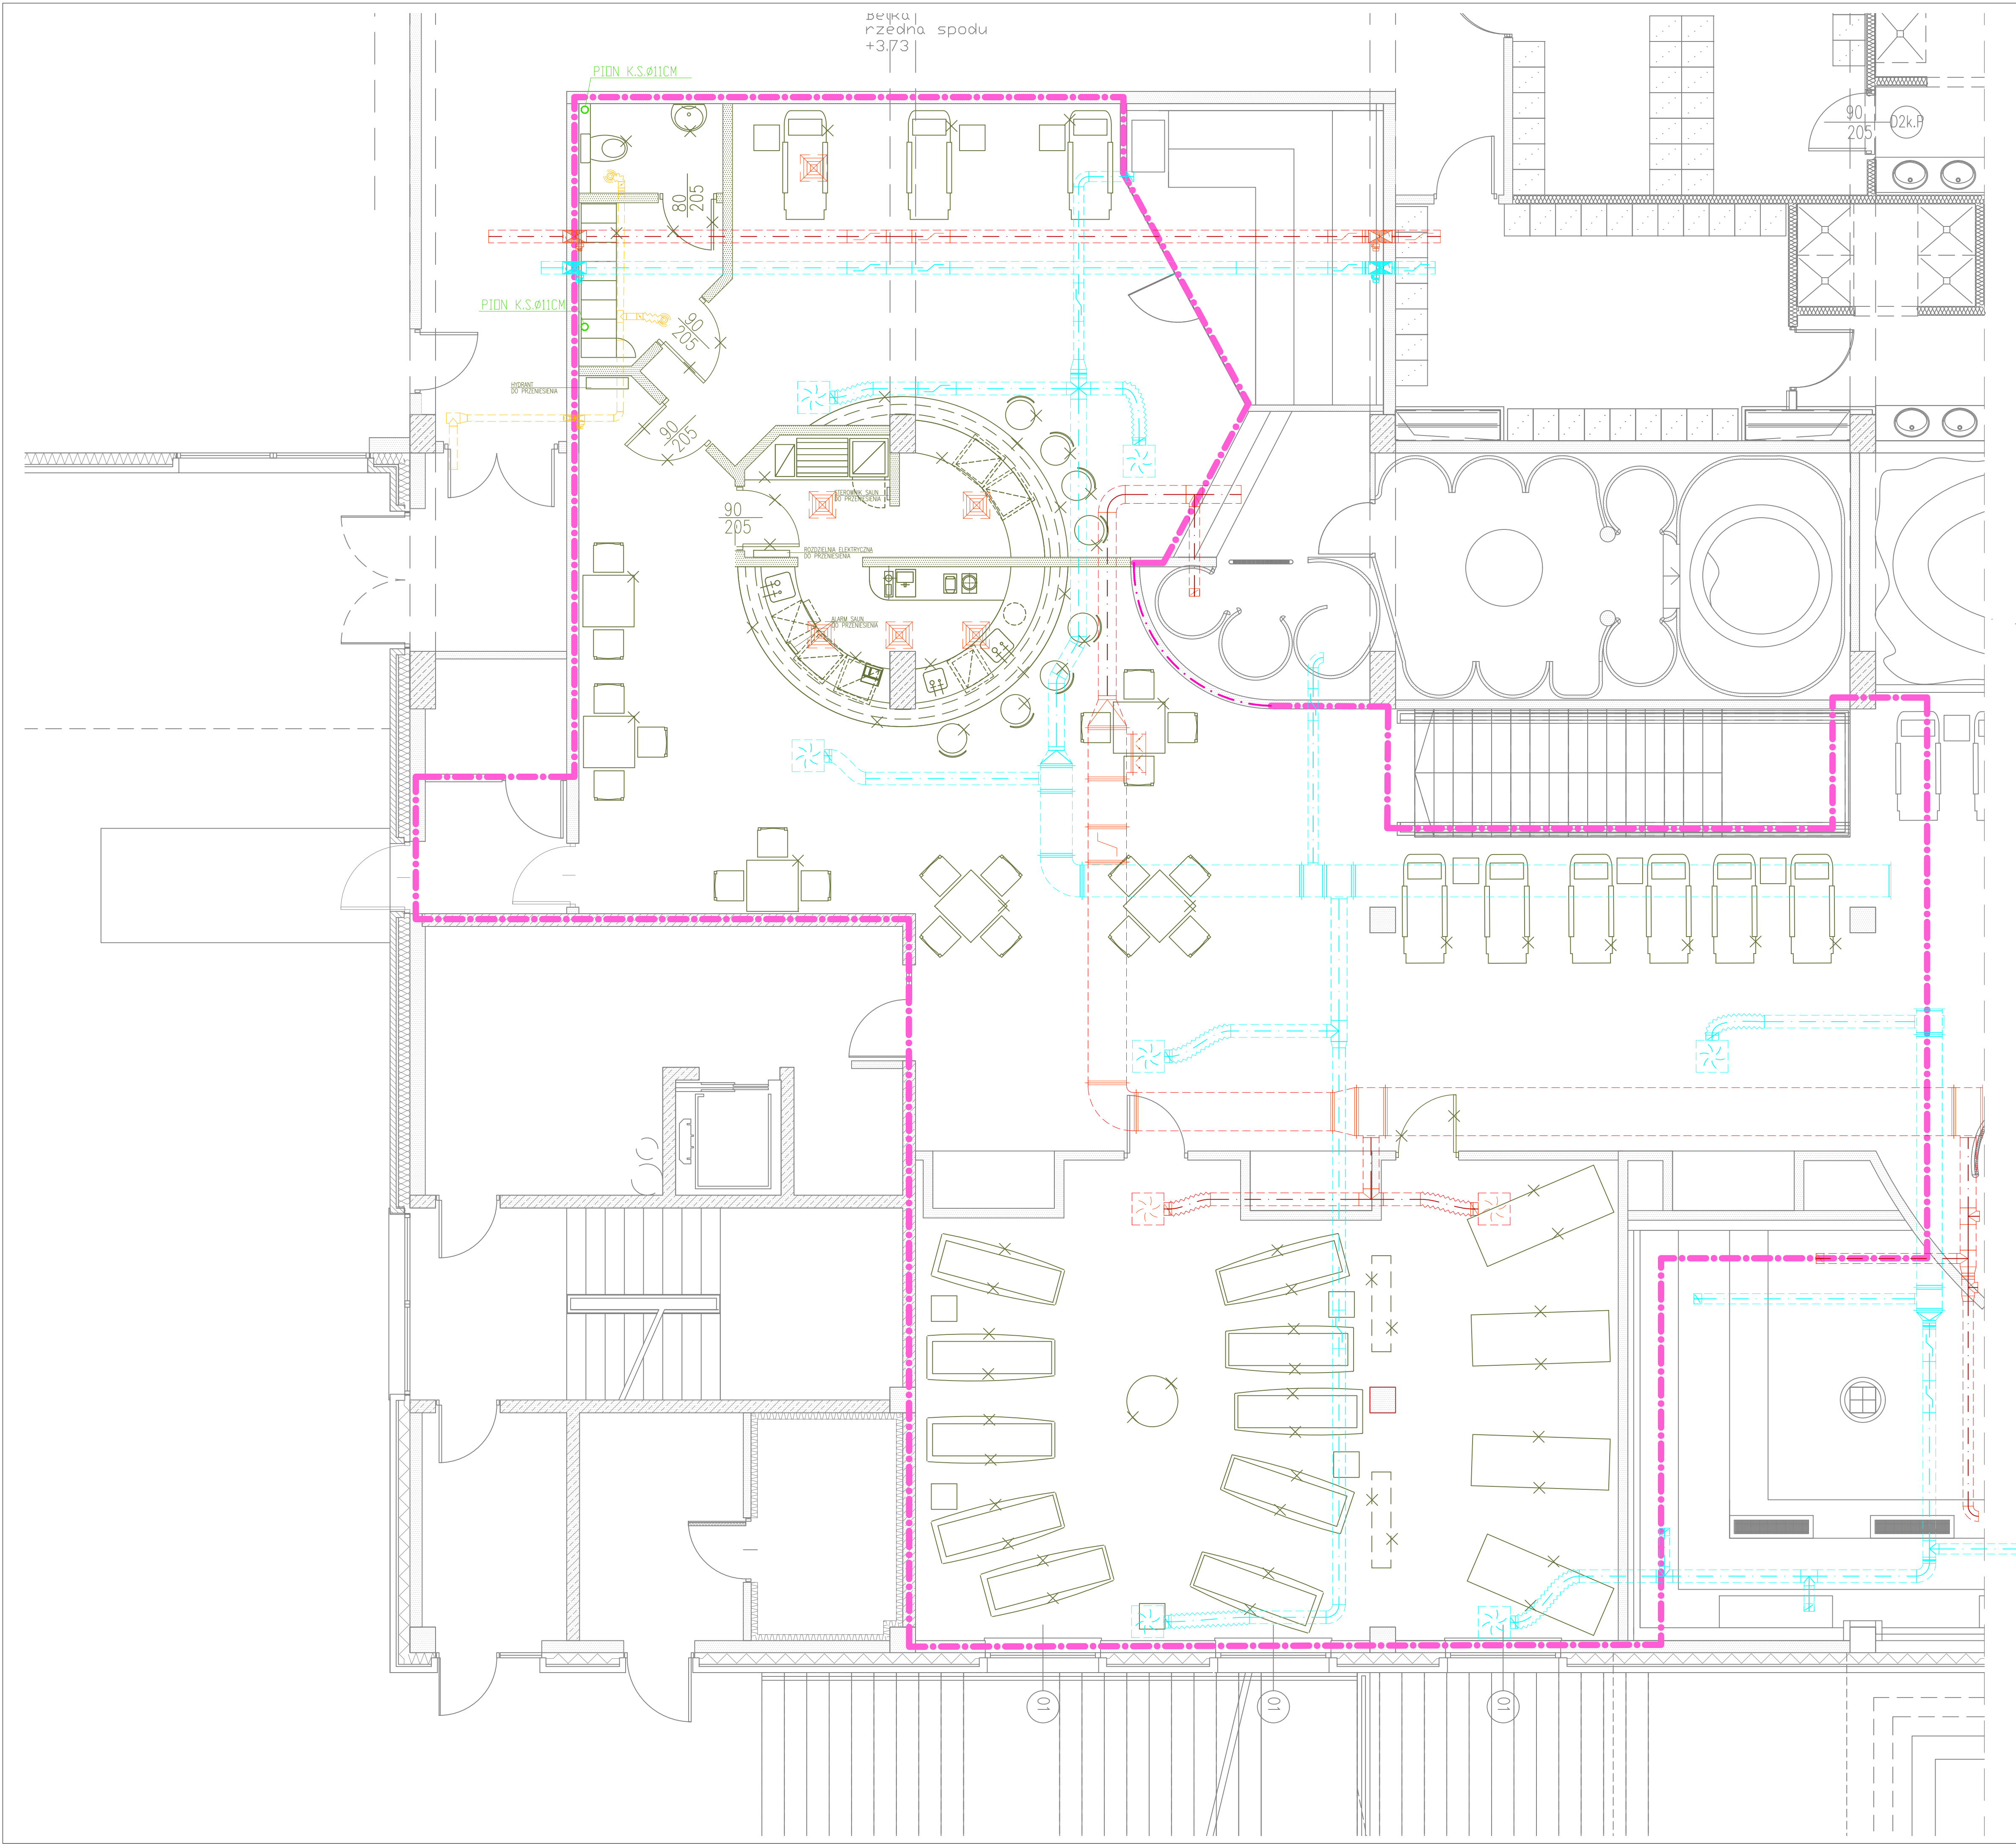 Belka
rzędna spodu
+3.73
PION K.S.Ø11CM
90
205
D2k.P
80
205
PION K.S.Ø11CM
90
205
HYDRANT
DO PRZENIESIENIA
90
205
STEROWNIK SAUN
DO PRZENIESIENIA
90
205
ROZDZIELNIA ELEKTRYCZNA
DO PRZENIESIENIA
ALARM SAUN
DO PRZENIESIENIA
01
01
01